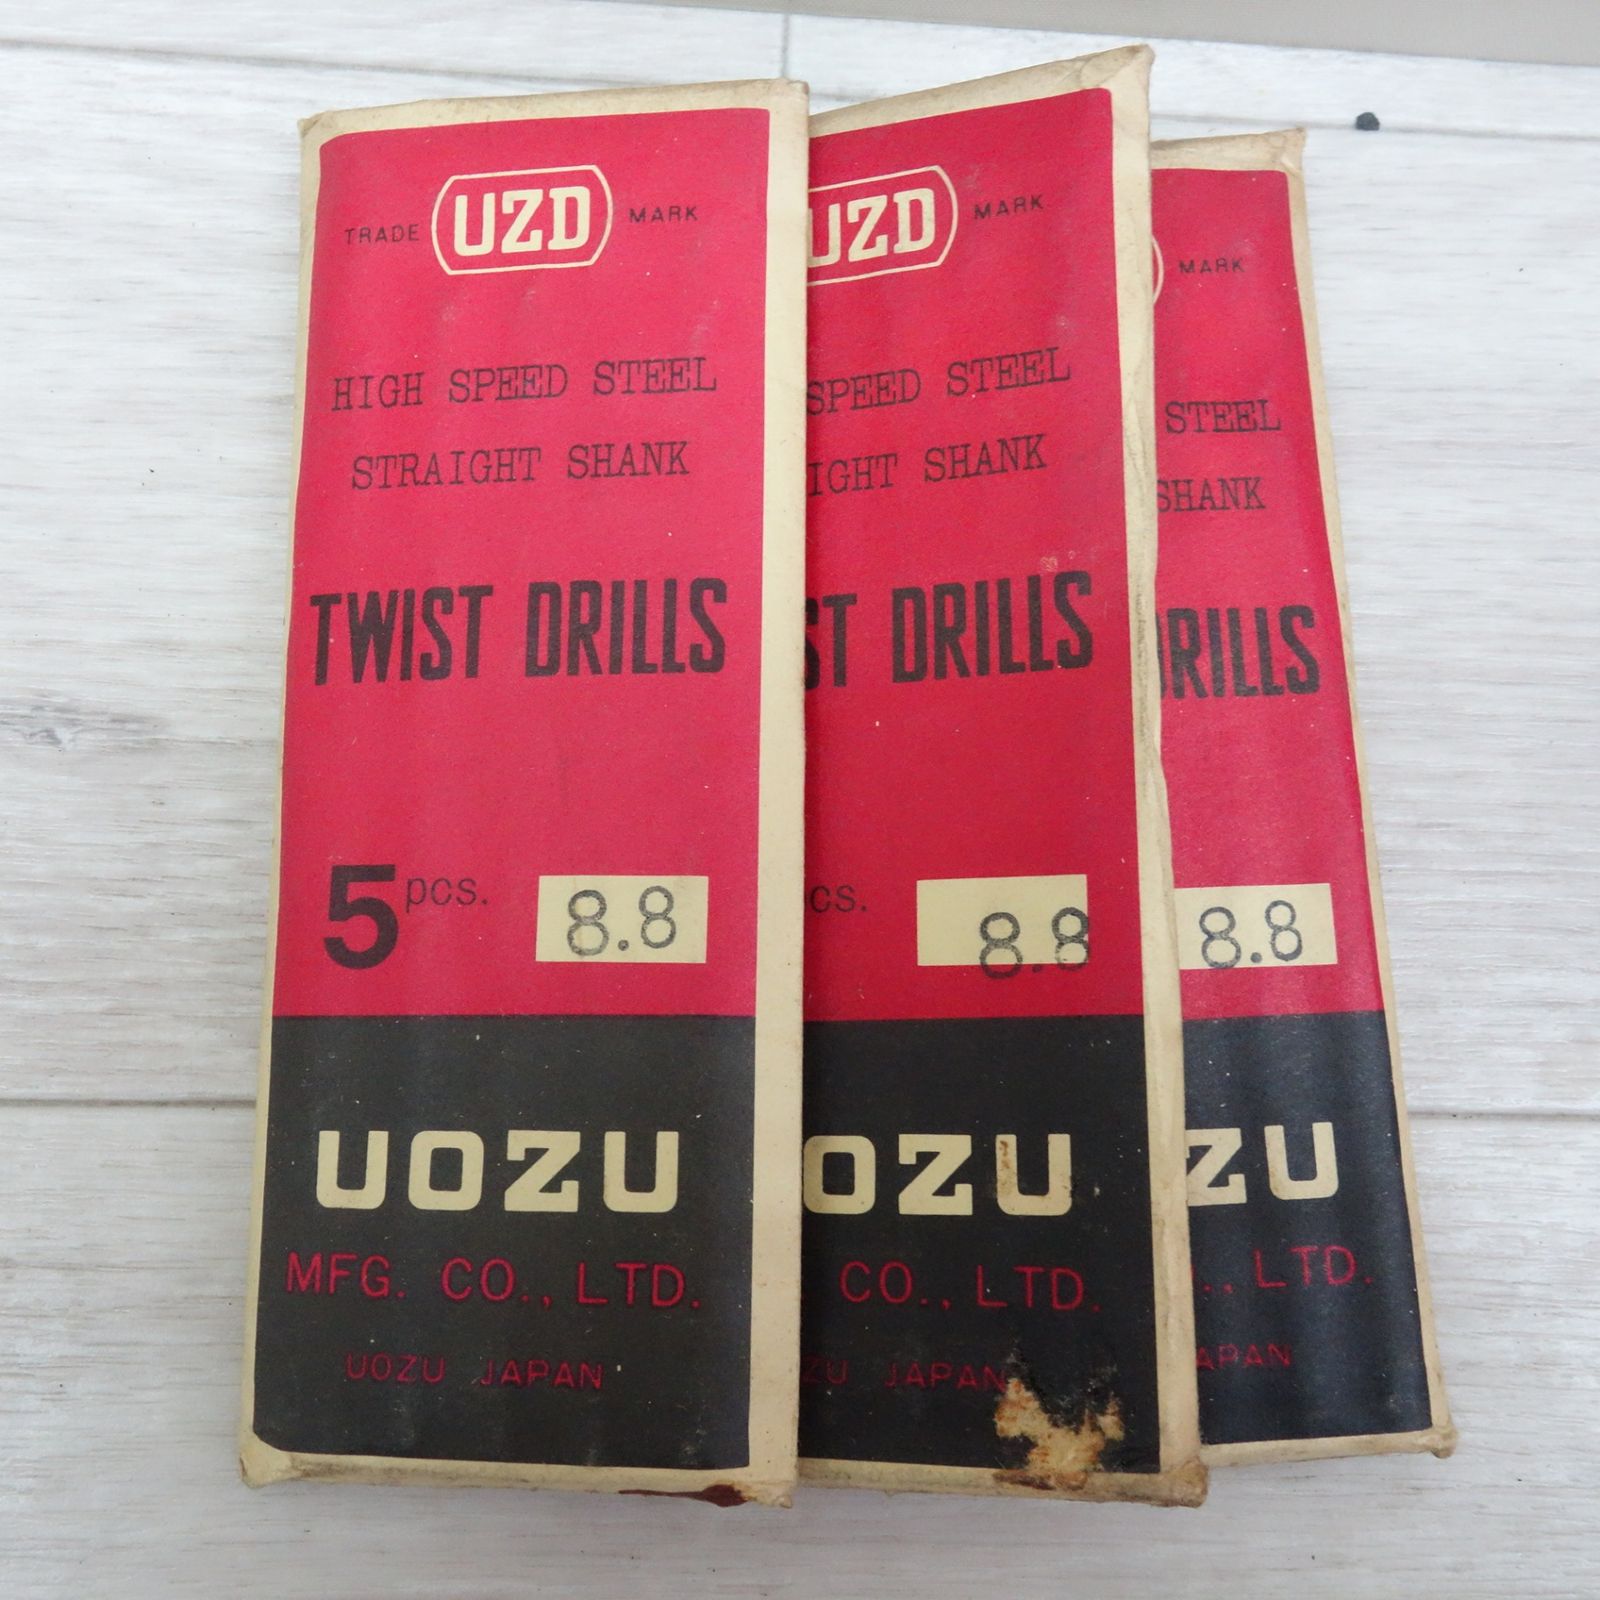 TRADE UZD MARK
HIGH SPEED STEEL
STRAIGHT SHANK
TWIST DRILLS
5 pcs. 8.8
UOZU
MFG. CO., LTD.
UOZU JAPAN
UZD MARK
SPEED STEEL
IGHT SHANK
ST DRILLS
cs. 8.8
OZU
CO., LTD.
ZU JAPAN
MARK
STEEL
SHANK
DRILLS
8.8
ZU
., LTD.
APAN